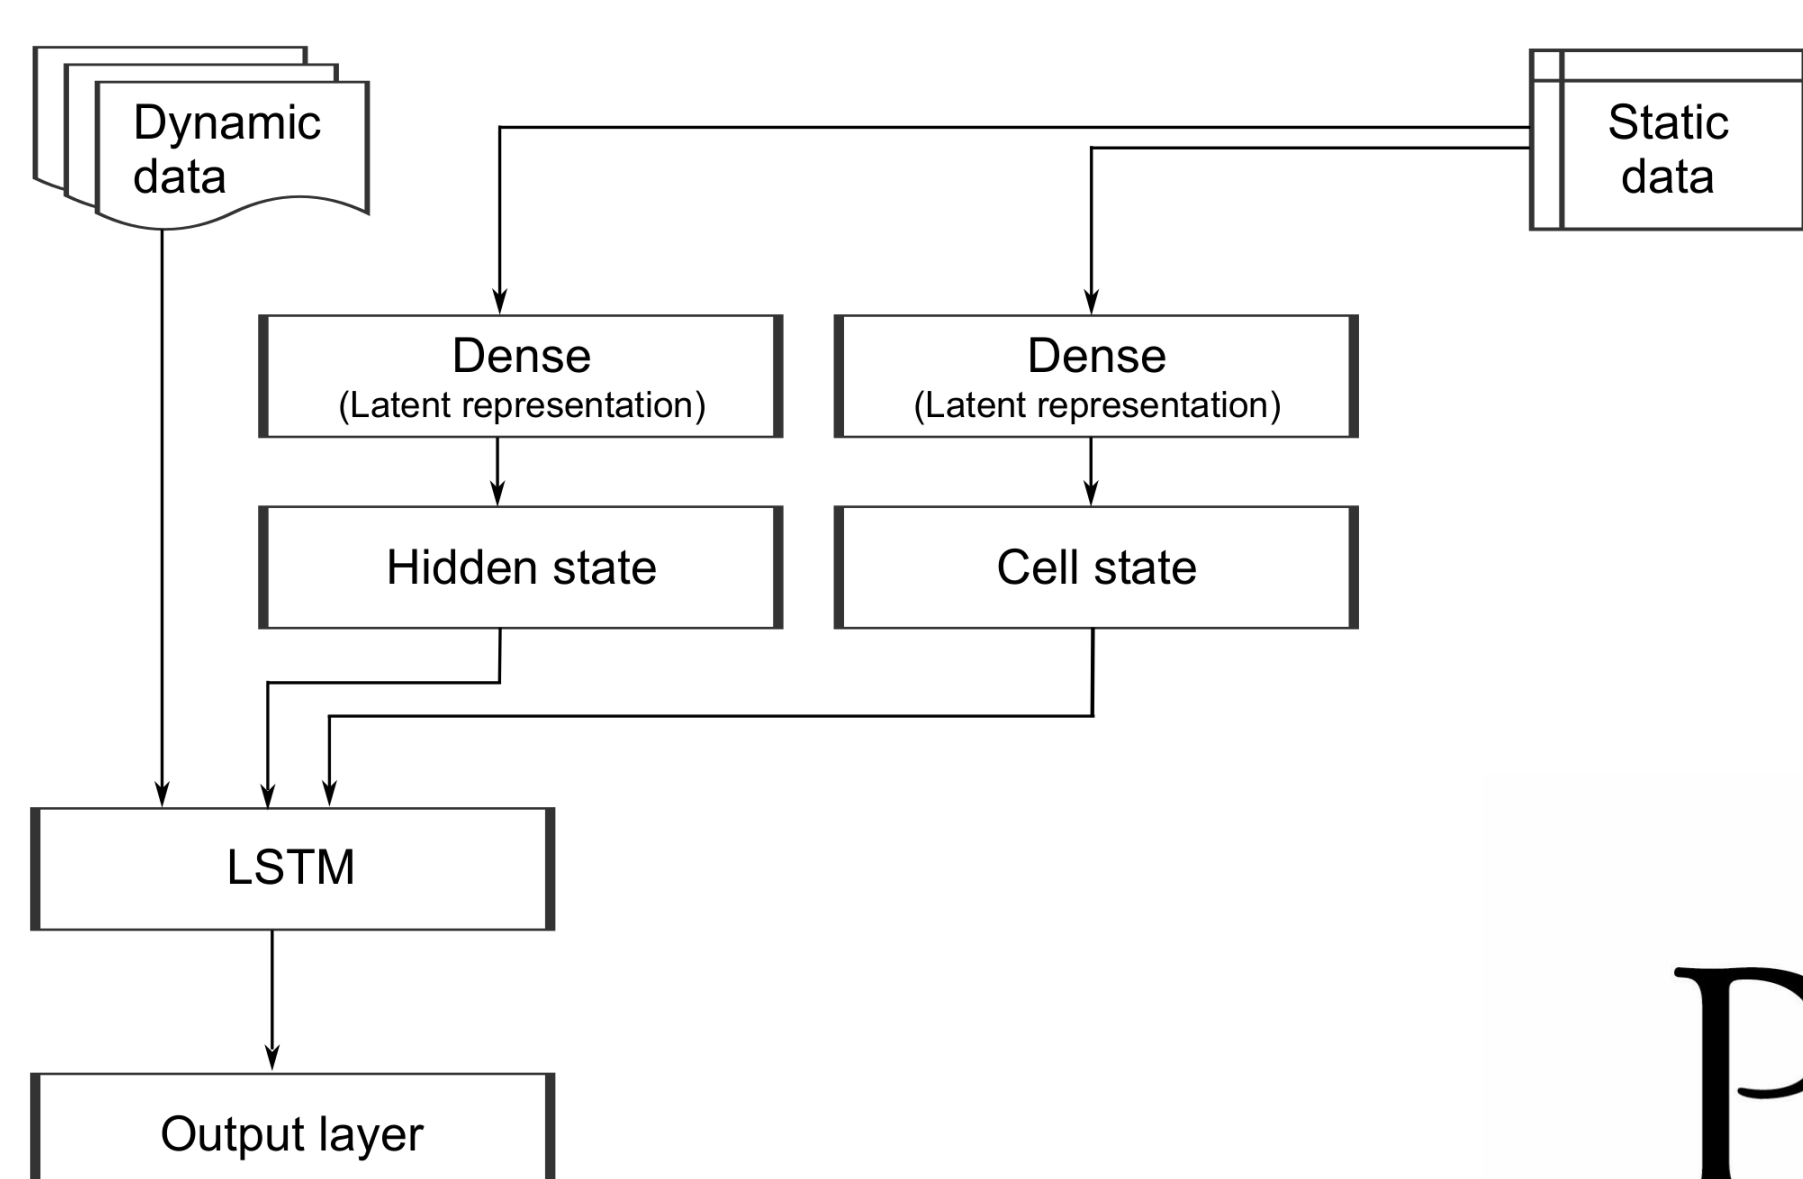 Dynamic
data
Static
data
Dense
(Latent representation)
Dense
(Latent representation)
Hidden state
Cell state
LSTM
Output layer
P